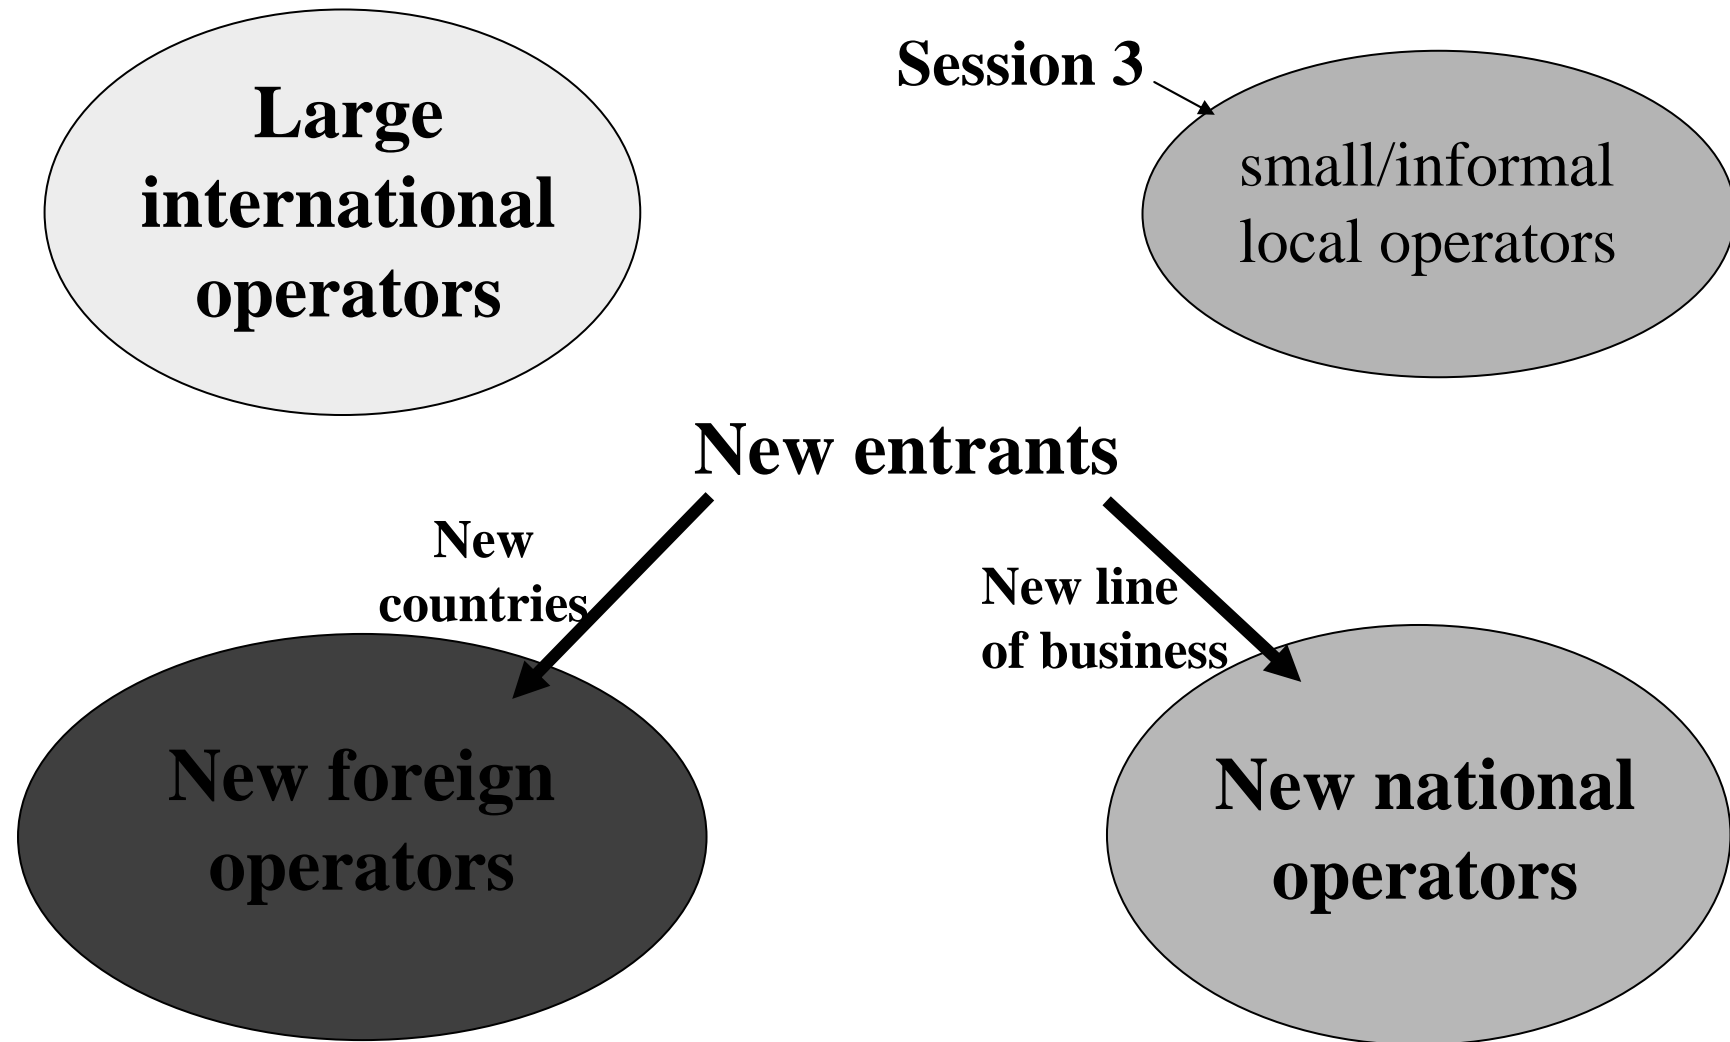 Large
international
operators
Session 3
small/informal
local operators
New entrants
New
countries
New line
of business
New foreign
operators
New national
operators